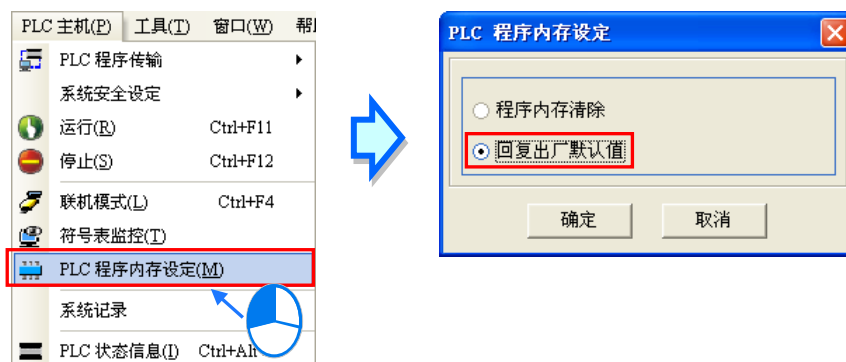 PLC 主机(P) 工具(T) 窗口(W) 帮
PLC 程序传输
系统安全设定
运行(R) Ctrl+F11
停止(S) Ctrl+F12
联机模式(L) Ctrl+F4
符号表监控(T)
PLC 程序内存设定(M)
系统记录
PLC 状态信息(I) Ctrl+Alt
PLC 程序内存设定
程序内存清除
回复出厂默认值
确定 取消